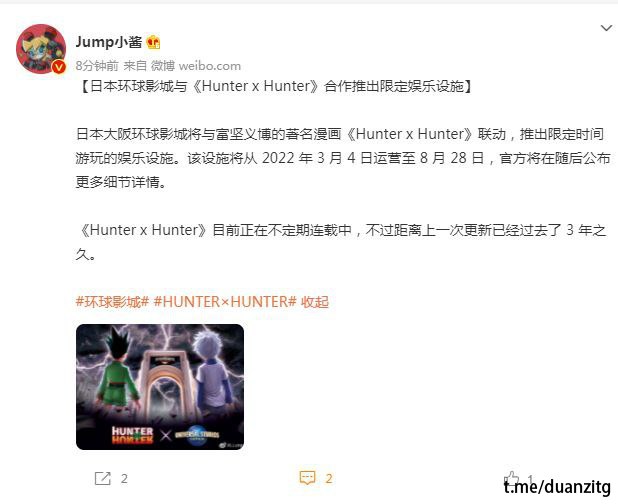 Jump小酱
8分钟前 来自 微博 weibo.com
【日本环球影城与《Hunter x Hunter》合作推出限定娱乐设施】
日本大阪环球影城将与富坚义博的著名漫画《Hunter x Hunter》联动，推出限定时间
游玩的娱乐设施。该设施将从 2022 年 3 月 4 日运营至 8 月 28 日，官方将在随后公布
更多细节详情。
《Hunter x Hunter》目前正在不定期连载中，不过距离上一次更新已经过去了 3 年之
久。
#环球影城# #HUNTER×HUNTER# 收起
HUNTER
HUNTER
×
UNIVERSAL STUDIOS
JAPAN
2
2
1
t.me/duanzitg